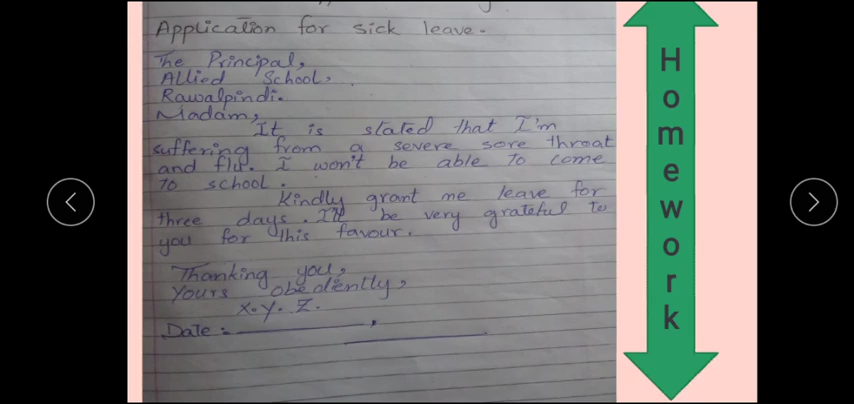 Application for sick leave.
The Principal,
Allied School,
Rawalpindi.
Madam,
It is stated that I'm
suffering from a severe sore throat
and flu. I won't be able to come
to school.
Kindly grant me leave for
three days. I'll be very grateful to
you for this favour.
Thanking you,
Yours obediently,
X. Y. Z.
Date:
Homework